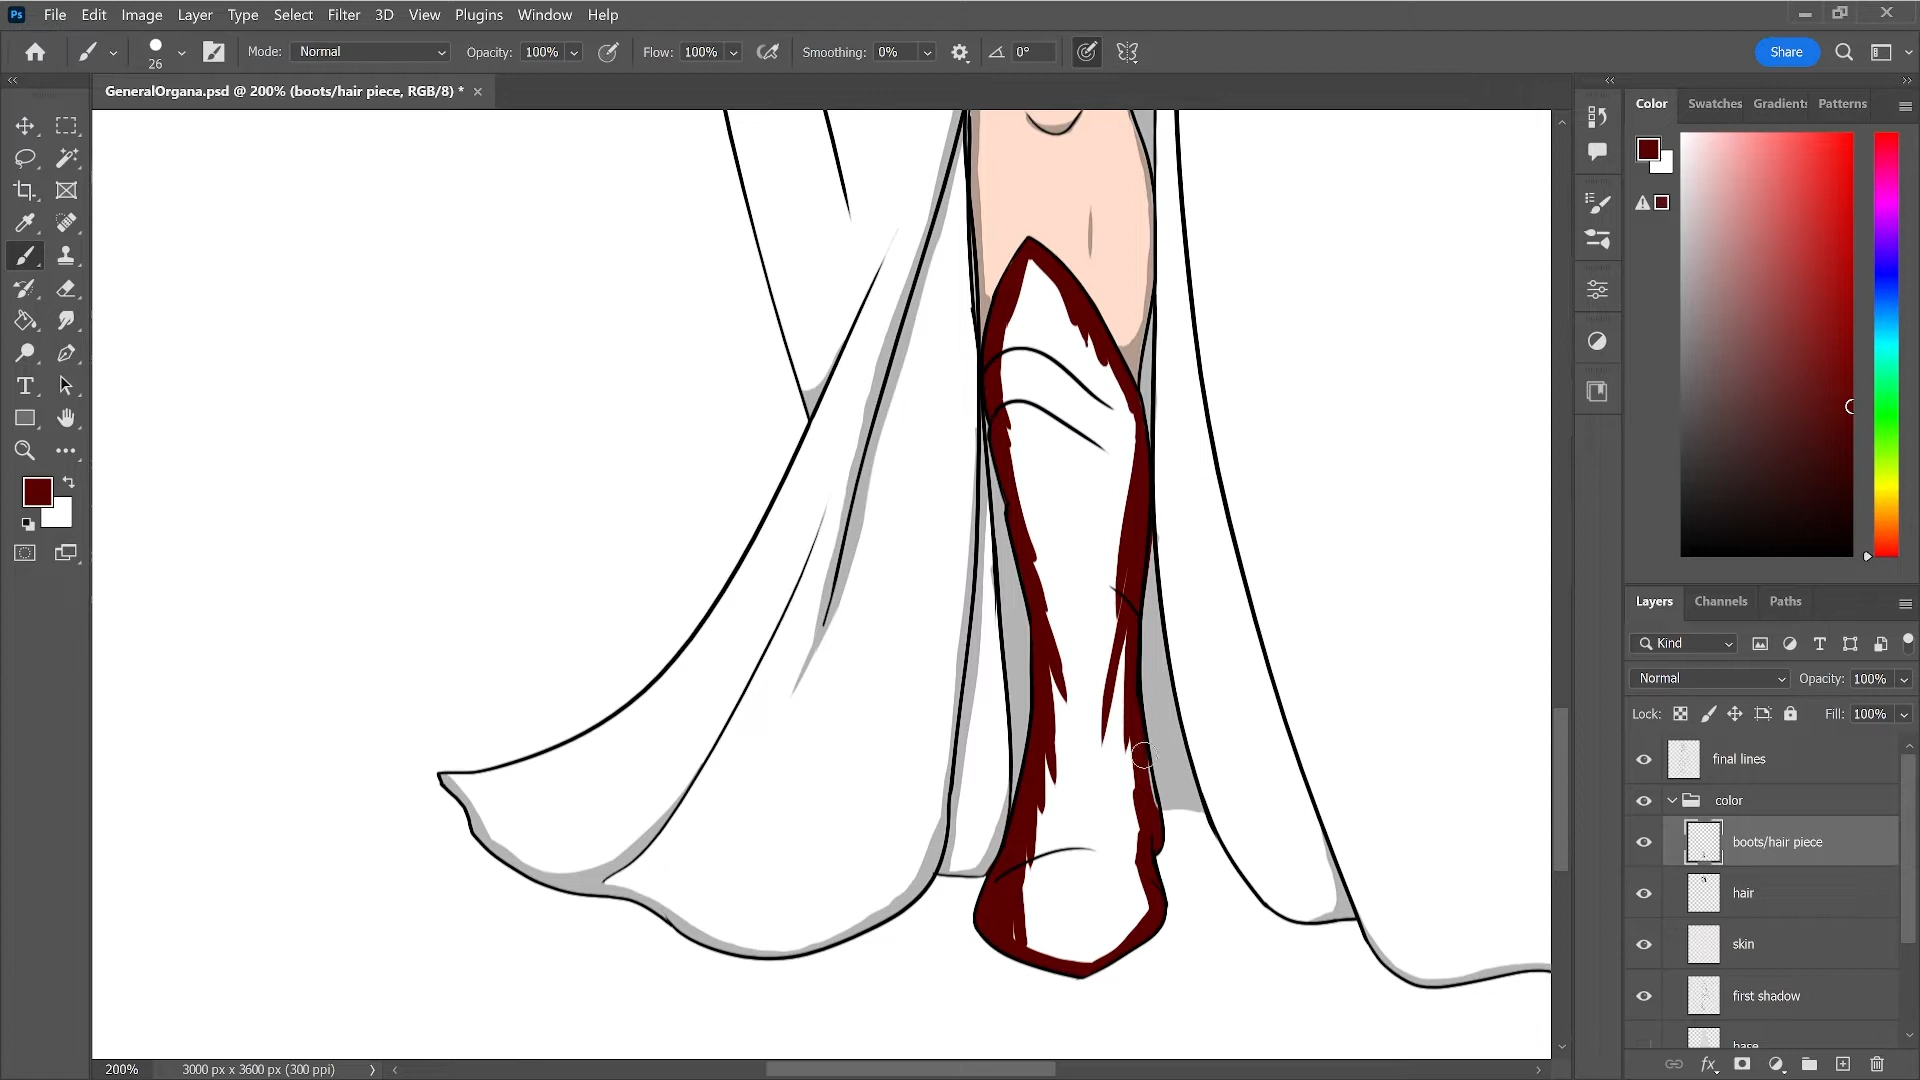 Ps File Edit Image Layer Type Select Filter 3D View Plugins Window Help
26 Mode: Normal Opacity: 100% Flow: 100% Smoothing: 0% 0° Share
GeneralOrgana.psd @ 200% (boots/hair piece, RGB/8) *
Color Swatches Gradients Patterns
Layers Channels Paths
Kind
Normal Opacity: 100%
Lock: Fill: 100%
final lines
color
boots/hair piece
hair
skin
first shadow
base
200% 3000 px x 3600 px (300 ppi)